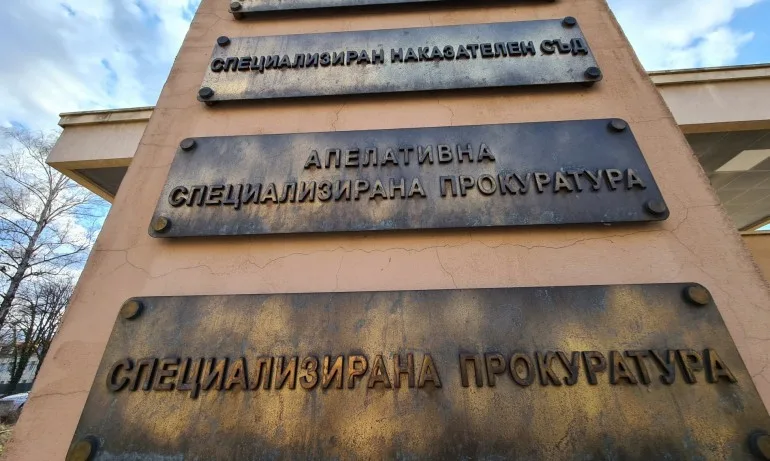 СПЕЦИАЛИЗИРАН НАКАЗАТЕЛЕН СЪД
АПЕЛАТИВНА
СПЕЦИАЛИЗИРАНА ПРОКУРАТУРА
СПЕЦИАЛИЗИРАНА ПРОКУРАТУРА